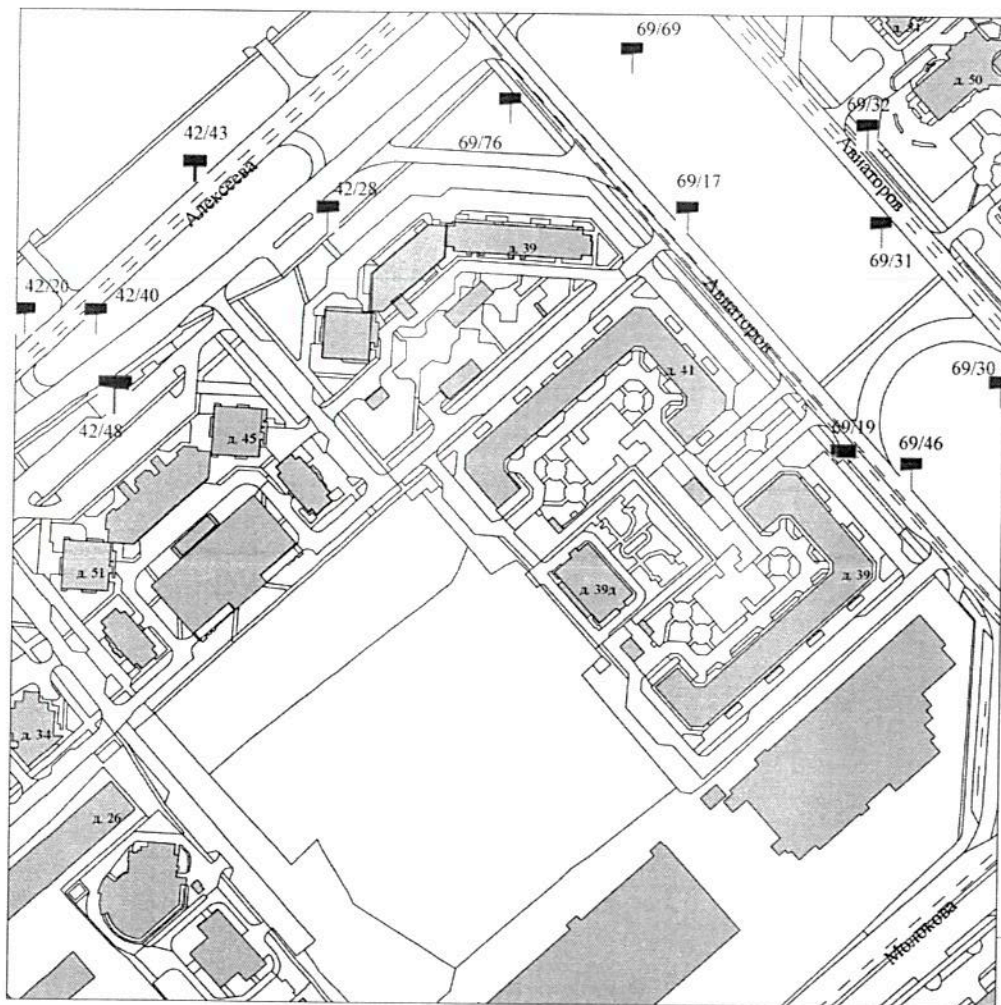 69/69
д. 50
69/32
42/43
69/76
Авиаторов
Алексеева
42/28
69/17
д. 39
69/31
42/20
42/40
Авиаторов
д. 41
69/30
42/48
д. 45
69/19
69/46
д. 51
д. 39д
д. 39
д. 34
д. 26
Молокова